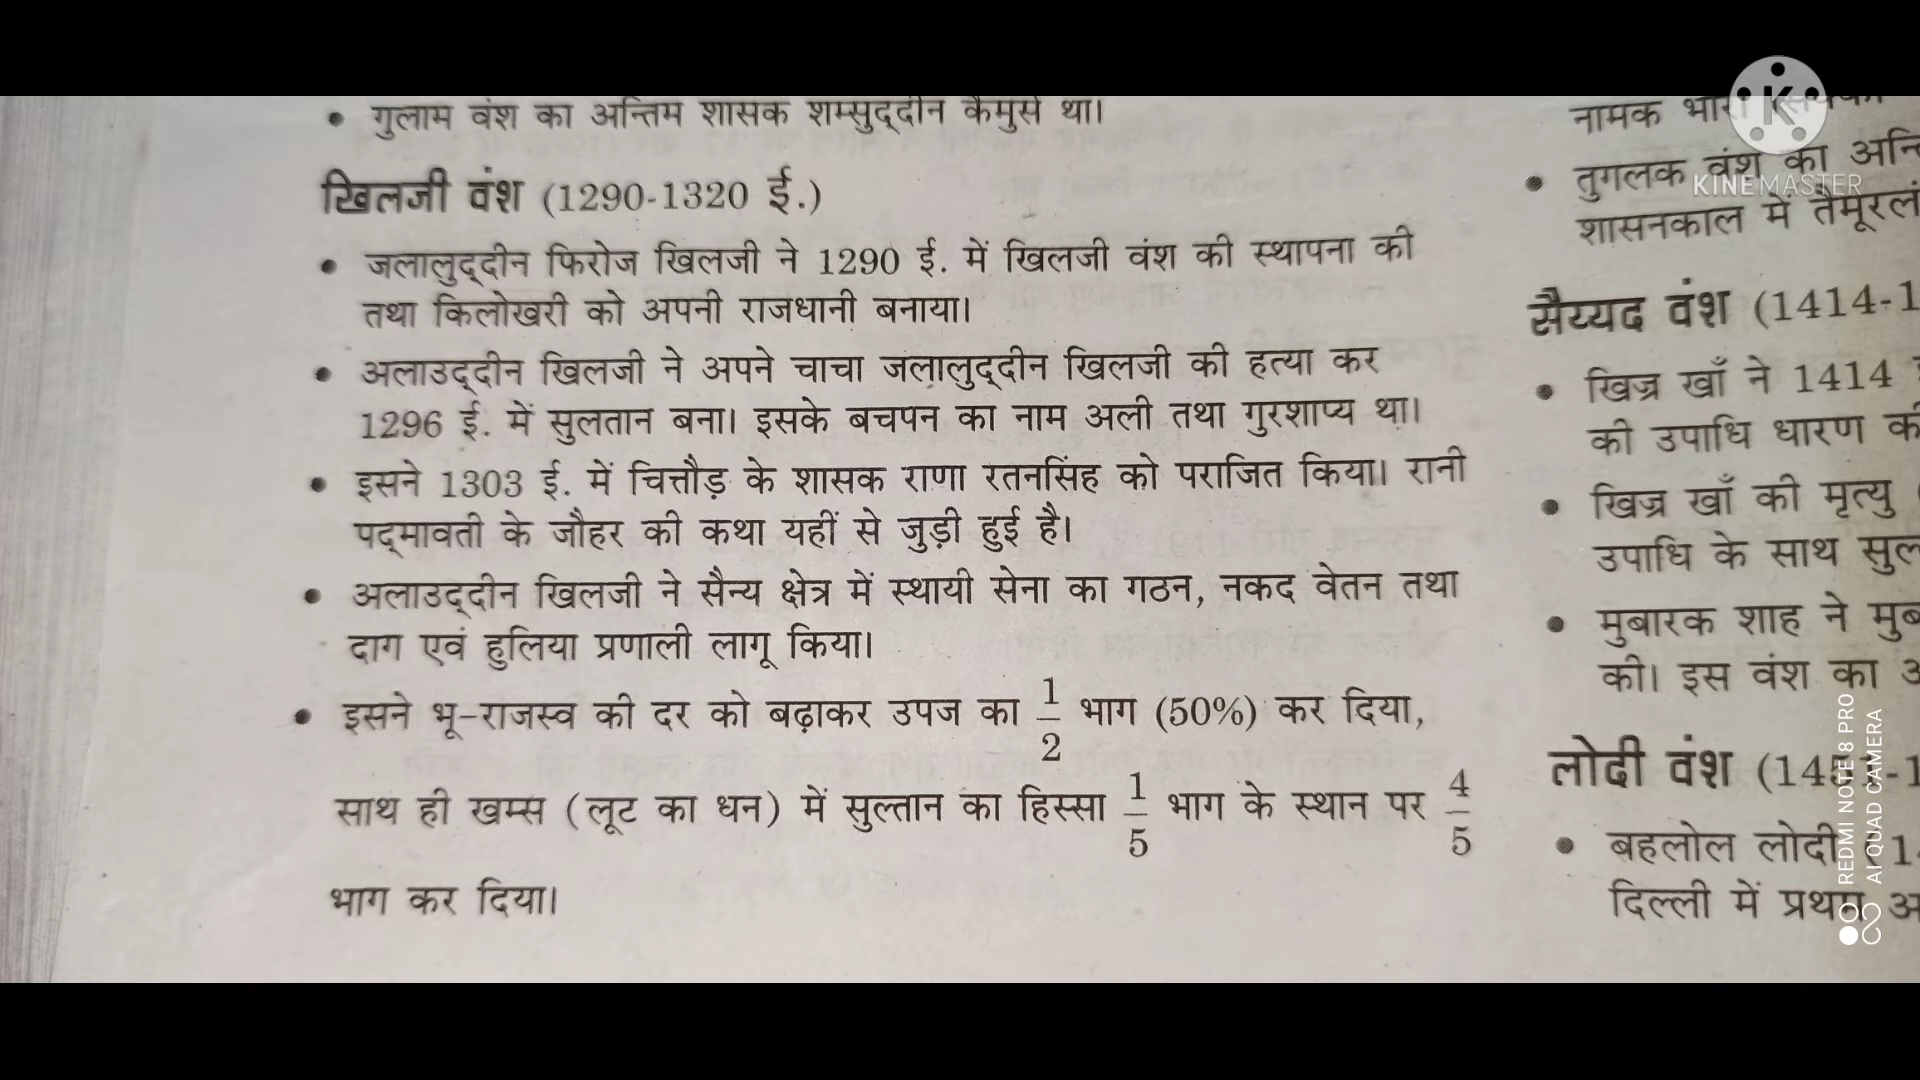 • गुलाम वंश का अन्तिम शासक शम्सुद्दीन कैमुर्स था।
खिलजी वंश (1290-1320 ई.)
• जलालुद्दीन फिरोज खिलजी ने 1290 ई. में खिलजी वंश की स्थापना की
तथा किलोखरी को अपनी राजधानी बनाया।
• अलाउद्दीन खिलजी ने अपने चाचा जलालुद्दीन खिलजी की हत्या कर
1296 ई. में सुलतान बना। इसके बचपन का नाम अली तथा गुरशाप्य था।
• इसने 1303 ई. में चित्तौड़ के शासक राणा रतनसिंह को पराजित किया। रानी
पद्मावती के जौहर की कथा यहीं से जुड़ी हुई है।
• अलाउद्दीन खिलजी ने सैन्य क्षेत्र में स्थायी सेना का गठन, नकद वेतन तथा
दाग एवं हुलिया प्रणाली लागू किया।
• इसने भू-राजस्व की दर को बढ़ाकर उपज का 1/2 भाग (50%) कर दिया,
साथ ही खम्स (लूट का धन) में सुल्तान का हिस्सा 1/5 भाग के स्थान पर 4/5
भाग कर दिया।
नामक
• तुगलक वंश का
शासनकाल में
सैय्यद वंश (1414-1
• खिज्र खाँ ने 1414
की उपाधि धारण
• खिज्र खाँ की मृत्यु
उपाधि के साथ
• मुबारक शाह ने
की। इस वंश का
लोदी वंश
• बहलोल लोदी
दिल्ली में प्रथम
KINEMASTER
REDMI NOTE 8 PRO
AI QUAD CAMERA